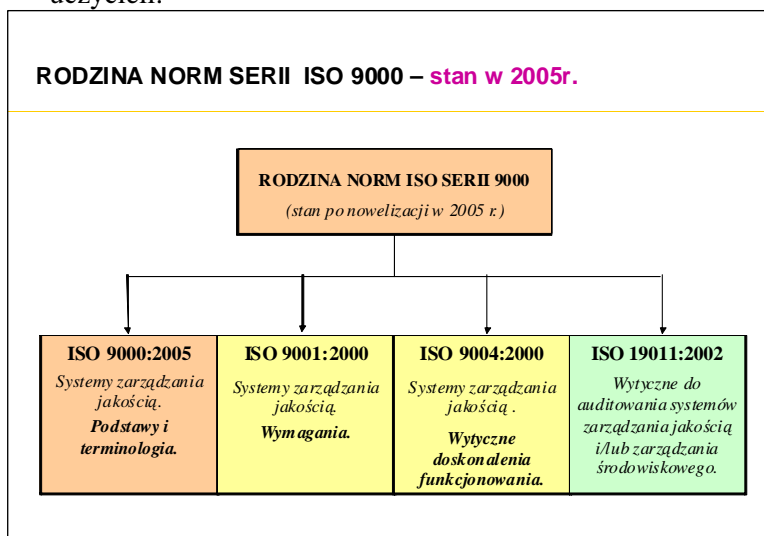 RODZINA NORM SERII ISO 9000 – stan w 2005r.
RODZINA NORM ISO SERII 9000
(stan po nowelizacji w 2005 r.)
ISO 9000:2005
Systemy zarządzania
jakością.
Podstawy i
terminologia.
ISO 9001:2000
Systemy zarządzania
jakością.
Wymagania.
ISO 9004:2000
Systemy zarządzania
jakością .
Wytyczne
doskonalenia
funkcjonowania.
ISO 19011:2002
Wytyczne do
auditowania systemów
zarządzania jakością
i/lub zarządzania
środowiskowego.